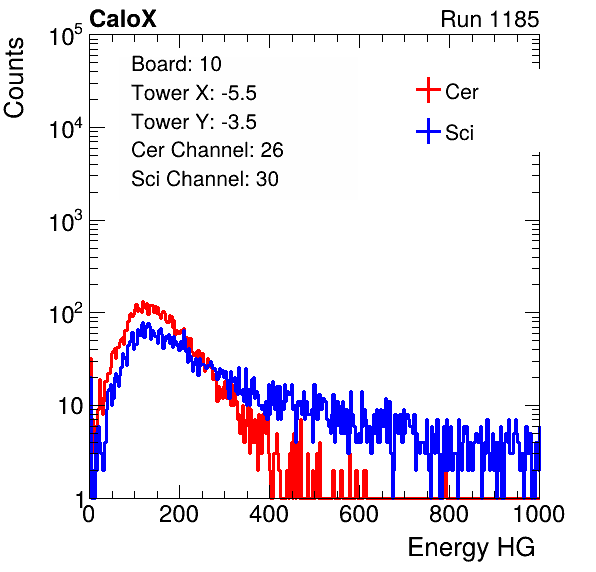 CaloX Run 1185
Counts
10^5
10^4
10^3
10^2
10
1
Board: 10
Tower X: -5.5
Tower Y: -3.5
Cer Channel: 26
Sci Channel: 30
Cer
Sci
0 200 400 600 800 1000
Energy HG